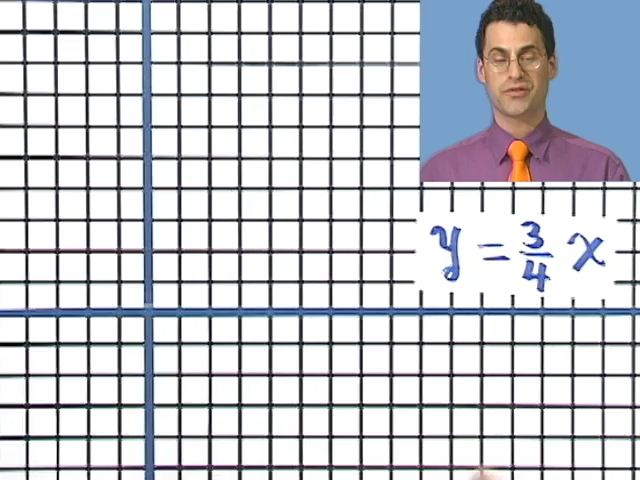 y = 3/4 x